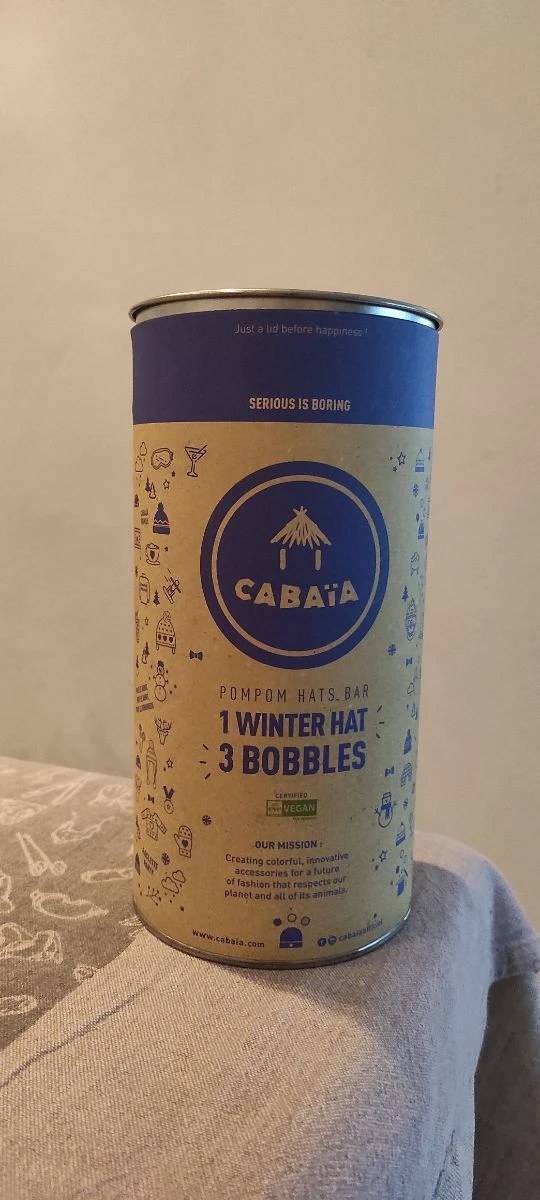 Just a lid before happiness !
SERIOUS IS BORING
CABAÏA
POMPOM HATS BAR
1 WINTER HAT
3 BOBBLES
CERTIFIED
VEGAN
OUR MISSION :
Creating colorful, innovative
accessories for a future
of fashion that respects our
planet and all of its animals.
www.cabaia.com
cabaiaofficiel